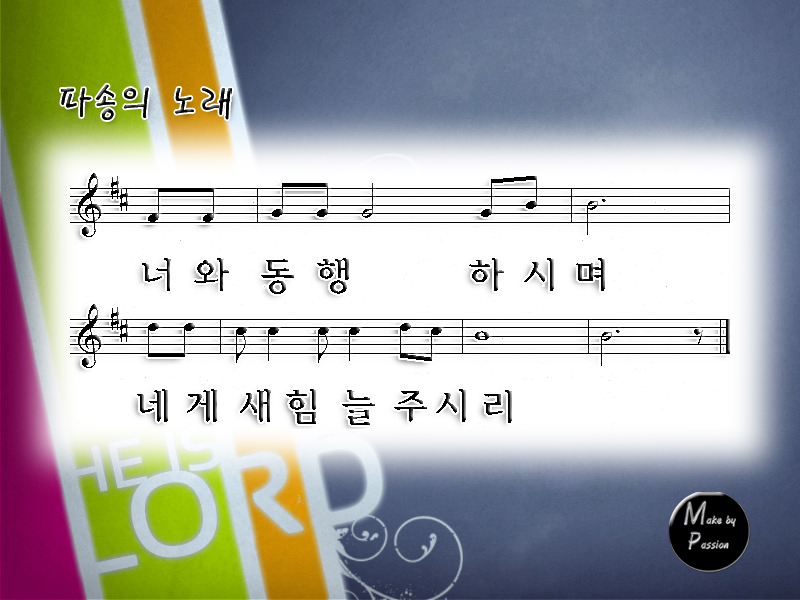 파송의 노래
너 와 동 행 하 시 며
네 게 새 힘 늘 주 시 리
HE IS
LORD
Make by
Passion